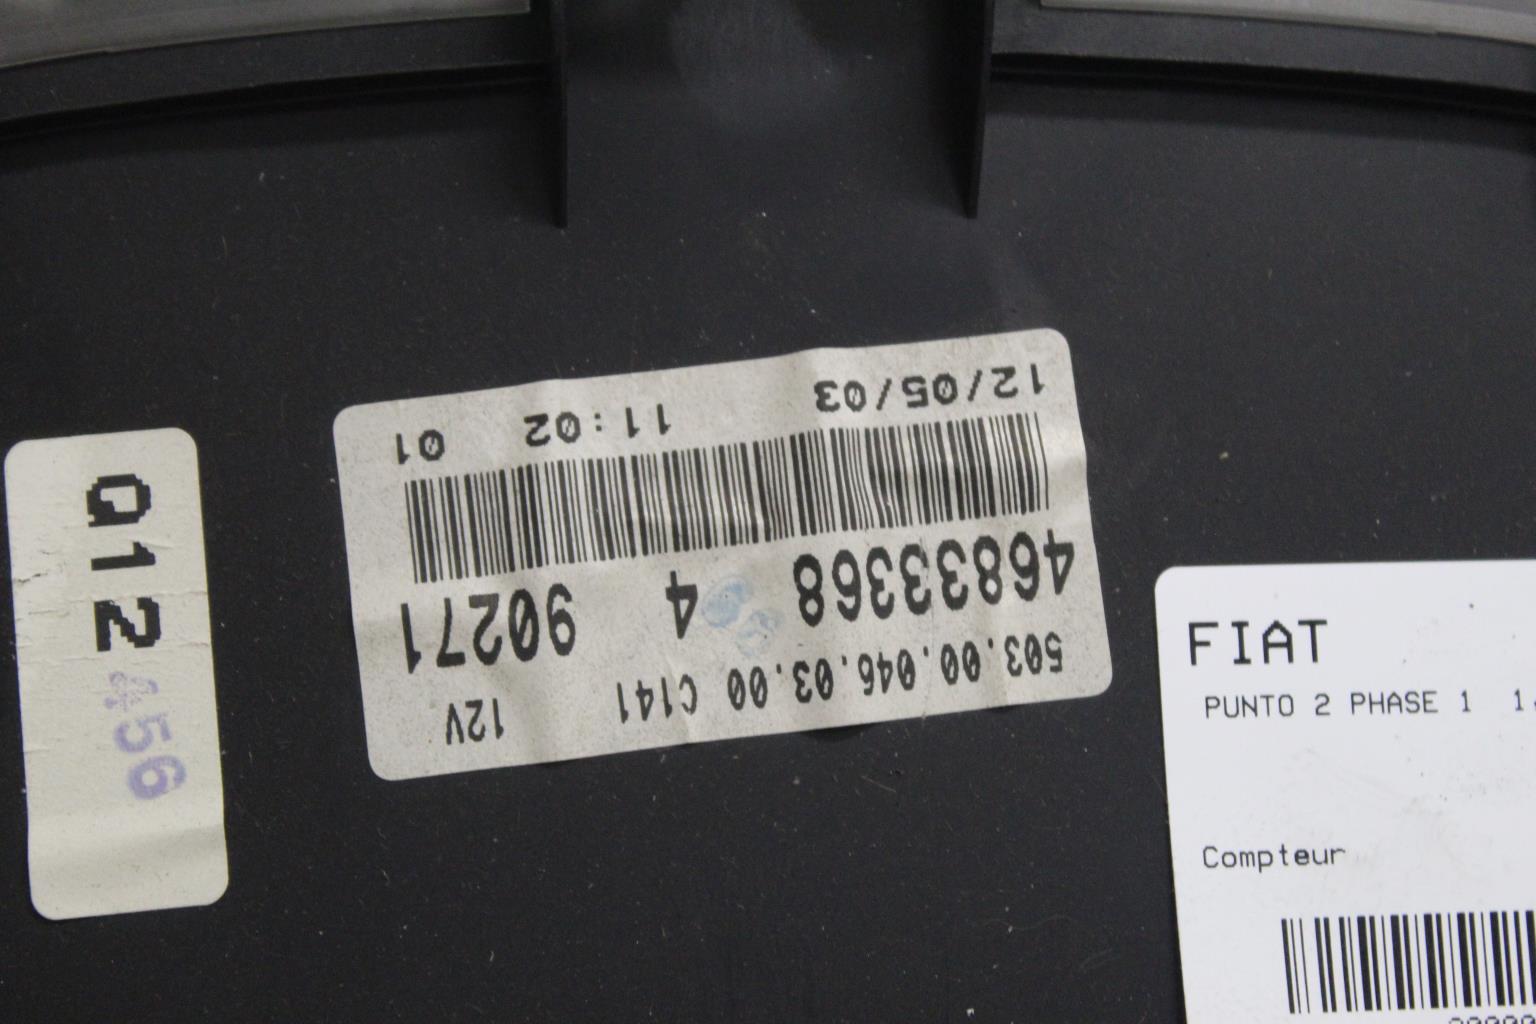 Q12
456
503.00.046.03.00 C141 12V
46833368 4 90271
12/05/03 11:02 01
FIAT
PUNTO 2 PHASE 1
Compteur